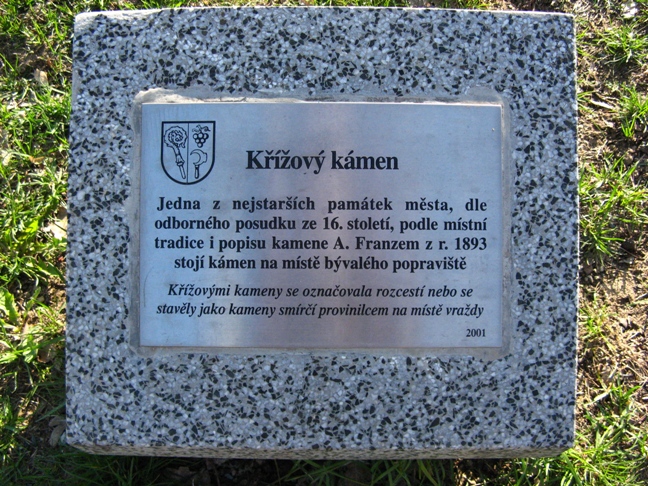 Křížový kámen
Jedna z nejstarších památek města, dle
odborného posudku ze 16. století, podle místní
tradice i popisu kamene A. Franzem z r. 1893
stojí kámen na místě bývalého popraviště
Křížovými kameny se označovala rozcestí nebo se
stavěly jako kameny smírčí provinilcem na místě vraždy
2001